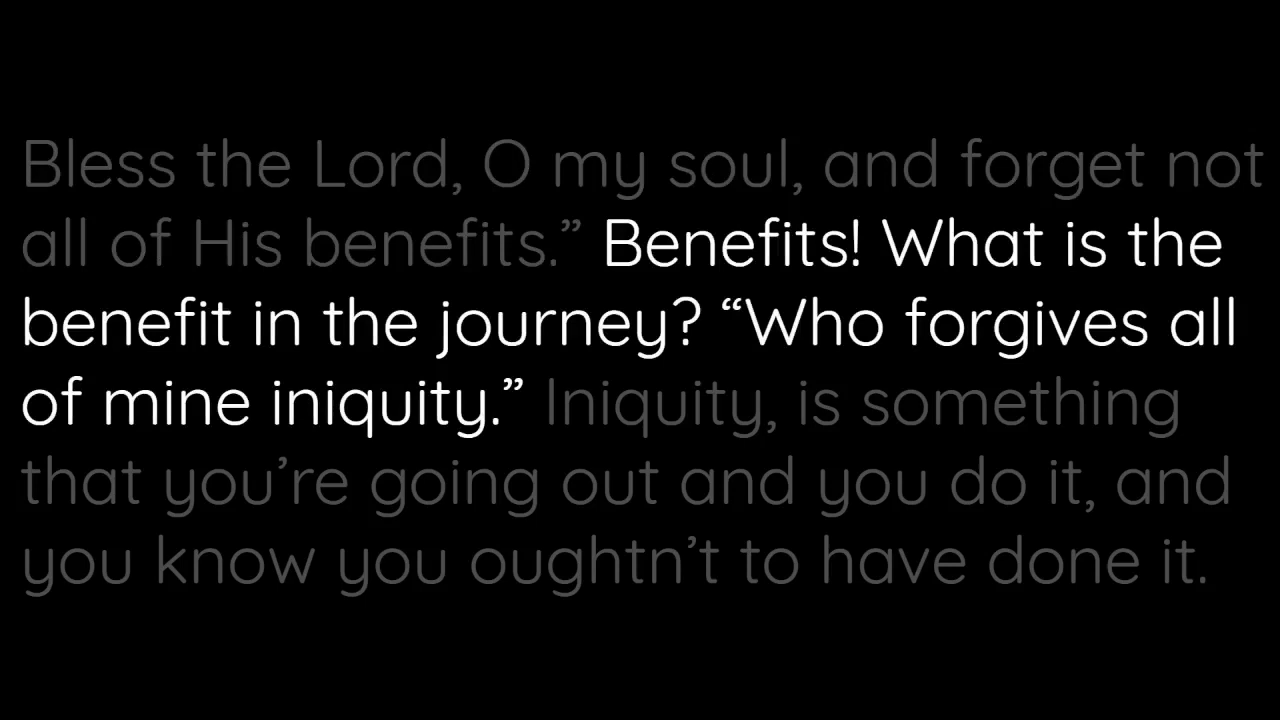 Bless the Lord, O my soul, and forget not
all of His benefits.” Benefits! What is the
benefit in the journey? “Who forgives all
of mine iniquity.” Iniquity, is something
that you’re going out and you do it, and
you know you oughtn’t to have done it.